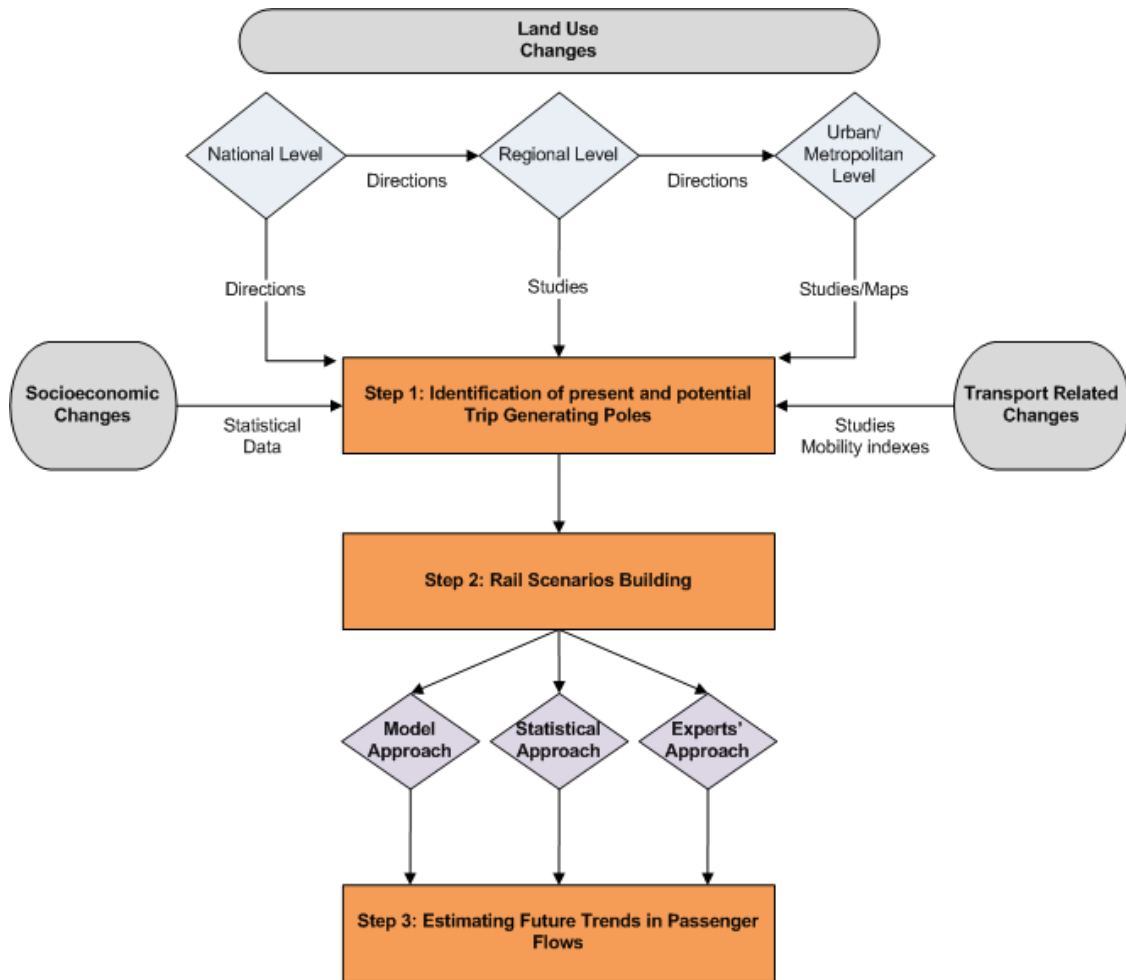 Land Use
Changes
National Level
Regional Level
Urban/
Metropolitan
Level
Directions
Directions
Directions
Studies
Studies/Maps
Socioeconomic
Changes
Statistical
Data
Step 1: Identification of present and potential
Trip Generating Poles
Transport Related
Changes
Studies
Mobility indexes
Step 2: Rail Scenarios Building
Model
Approach
Statistical
Approach
Experts'
Approach
Step 3: Estimating Future Trends in Passenger
Flows